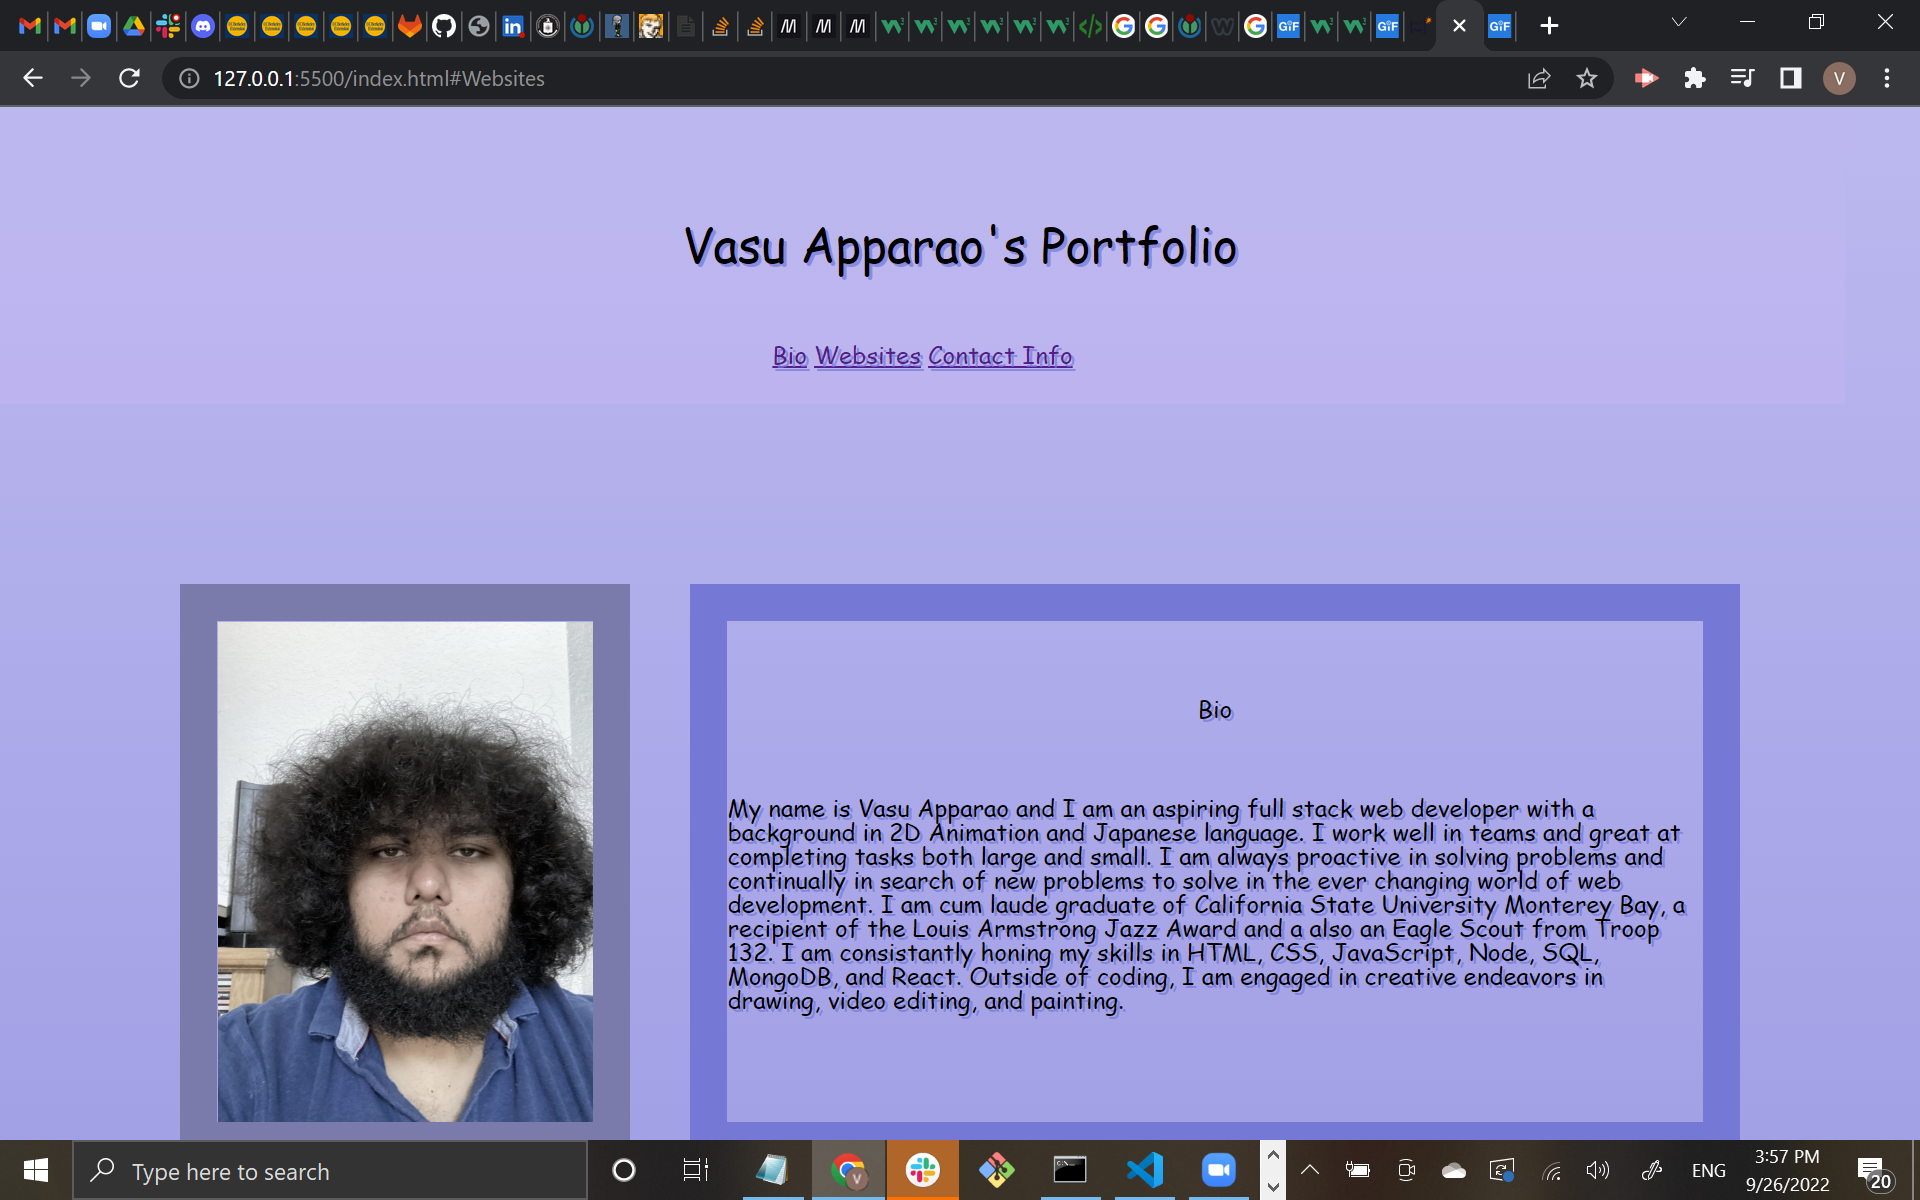 127.0.0.1:5500/index.html#Websites
V
Vasu Apparao's Portfolio
Bio Websites Contact Info
Bio
My name is Vasu Apparao and I am an aspiring full stack web developer with a
background in 2D Animation and Japanese language. I work well in teams and great at
completing tasks both large and small. I am always proactive in solving problems and
continually in search of new problems to solve in the ever changing world of web
development. I am cum laude graduate of California State University Monterey Bay, a
recipient of the Louis Armstrong Jazz Award and a also an Eagle Scout from Troop
132. I am consistantly honing my skills in HTML, CSS, JavaScript, Node, SQL,
MongoDB, and React. Outside of coding, I am engaged in creative endeavors in
drawing, video editing, and painting.
Type here to search
ENG
3:57 PM
9/26/2022
20